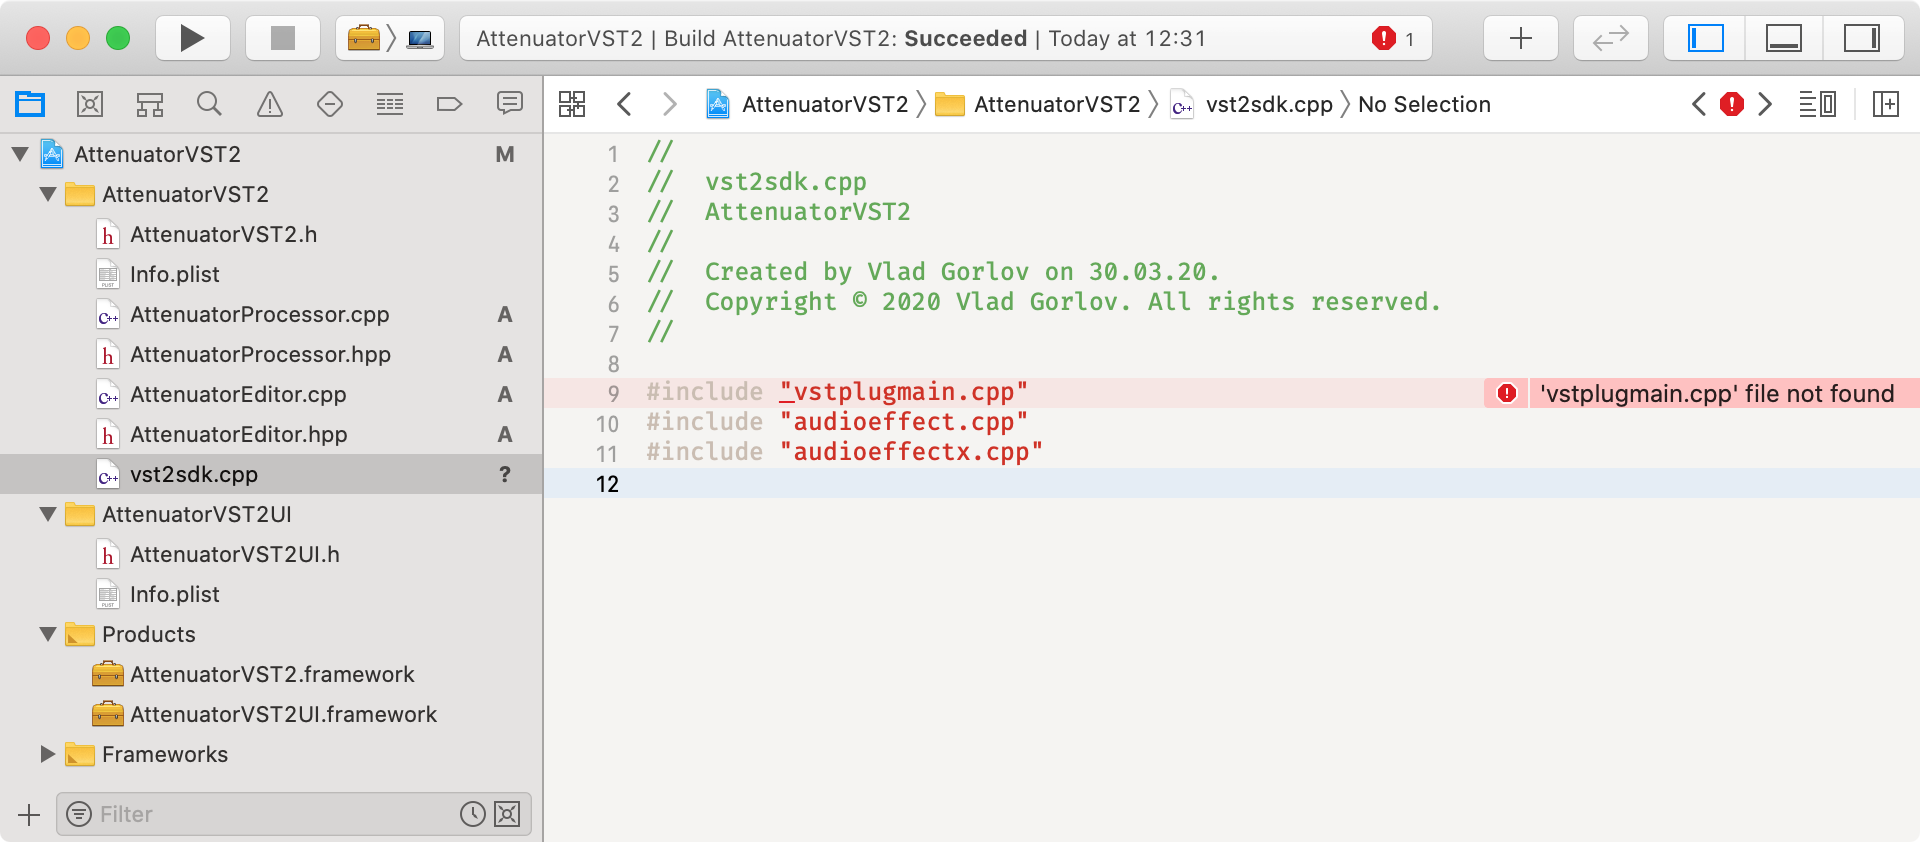 AttenuatorVST2 | Build AttenuatorVST2: Succeeded | Today at 12:31
1
AttenuatorVST2 M
AttenuatorVST2
AttenuatorVST2.h
Info.plist
AttenuatorProcessor.cpp A
AttenuatorProcessor.hpp A
AttenuatorEditor.cpp A
AttenuatorEditor.hpp A
vst2sdk.cpp ?
AttenuatorVST2UI
AttenuatorVST2UI.h
Info.plist
Products
AttenuatorVST2.framework
AttenuatorVST2UI.framework
Frameworks
Filter
AttenuatorVST2 〉 AttenuatorVST2 〉 vst2sdk.cpp 〉 No Selection
1 //
2 //  vst2sdk.cpp
3 //  AttenuatorVST2
4 //
5 //  Created by Vlad Gorlov on 30.03.20.
6 //  Copyright © 2020 Vlad Gorlov. All rights reserved.
7 //
8
9 #include "vstplugmain.cpp" 'vstplugmain.cpp' file not found
10 #include "audioeffect.cpp"
11 #include "audioeffectx.cpp"
12